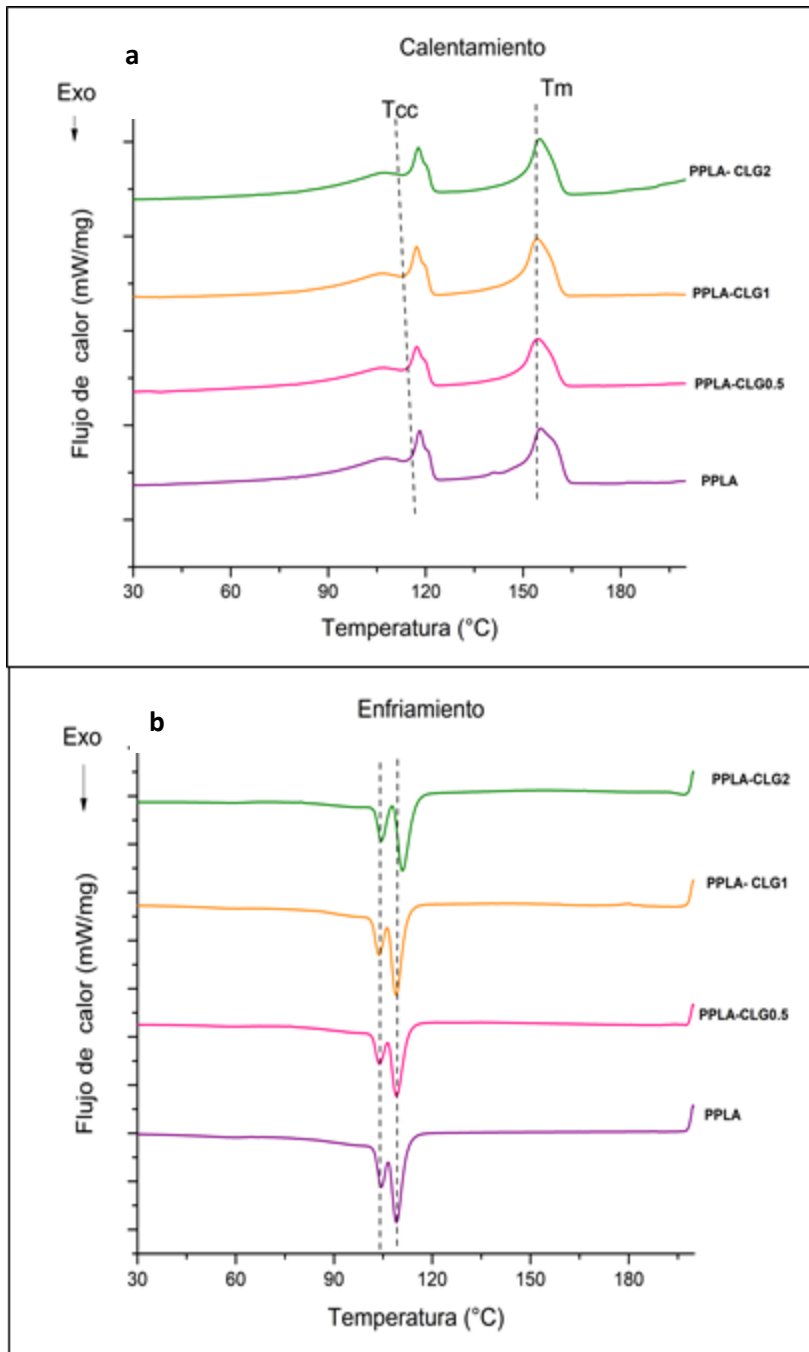 a
Calentamiento
Exo
Tcc
Tm
PPLA- CLG2
PPLA-CLG1
PPLA-CLG0.5
PPLA
Flujo de calor (mW/mg)
30 60 90 120 150 180
Temperatura (°C)
b
Enfriamiento
Exo
PPLA-CLG2
PPLA- CLG1
PPLA-CLG0.5
PPLA
Flujo de calor (mW/mg)
30 60 90 120 150 180
Temperatura (°C)